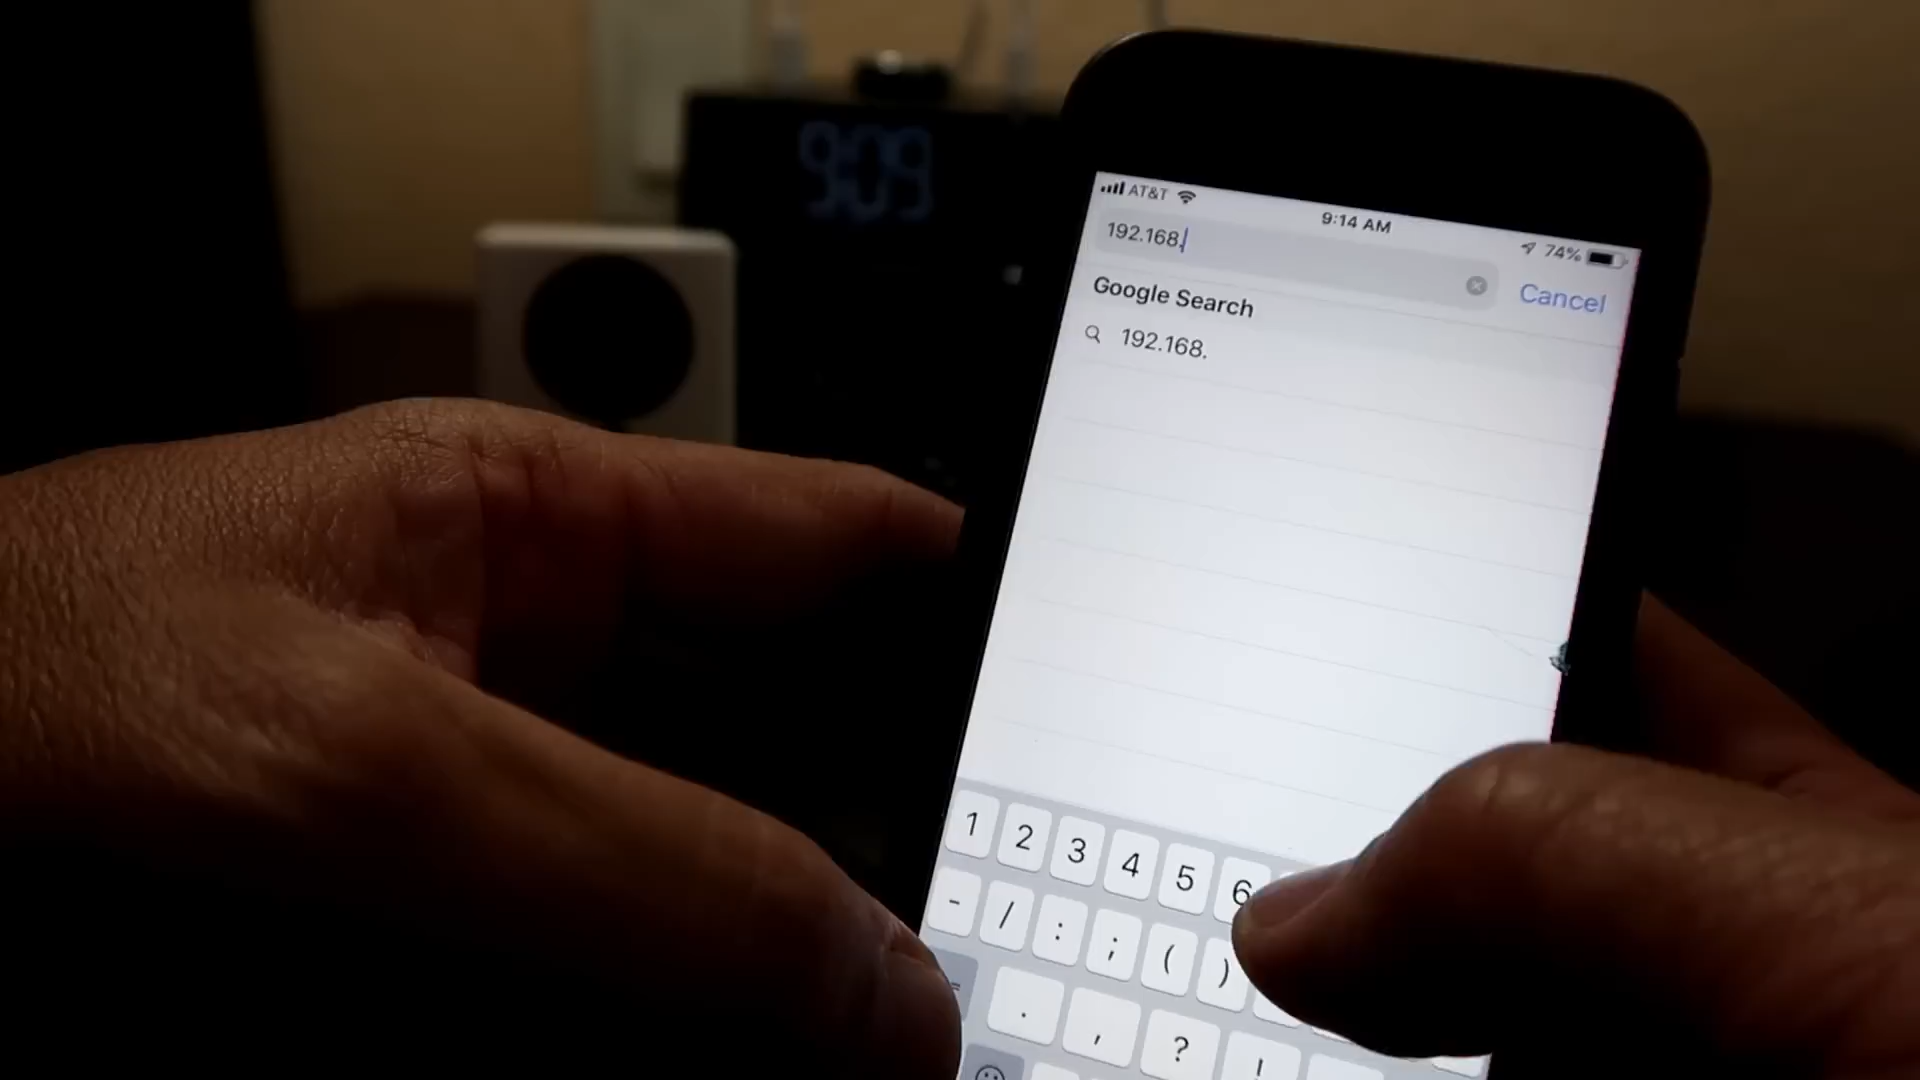 9:09
AT&T
9:14 AM
74%
192.168.
Cancel
Google Search
192.168.
1 2 3 4 5 6
- / : ; ( )
. , ? !